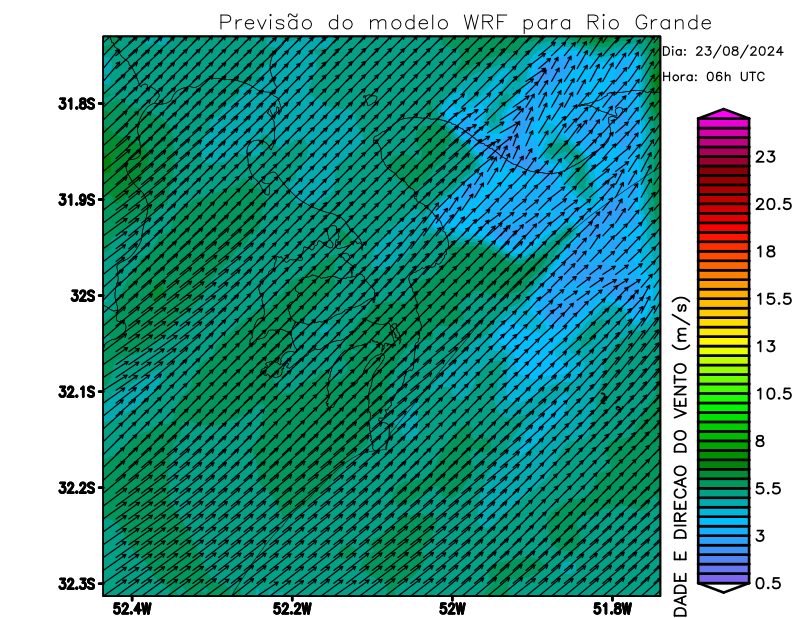 Previsão do modelo WRF para Rio Grande
Dia: 23/08/2024
Hora: 06h UTC
31.8S
31.9S
32S
32.1S
32.2S
32.3S
52.4W
52.2W
52W
51.8W
23
20.5
18
15.5
13
10.5
8
5.5
3
0.5
DADE E DIRECAO DO VENTO (m/s)